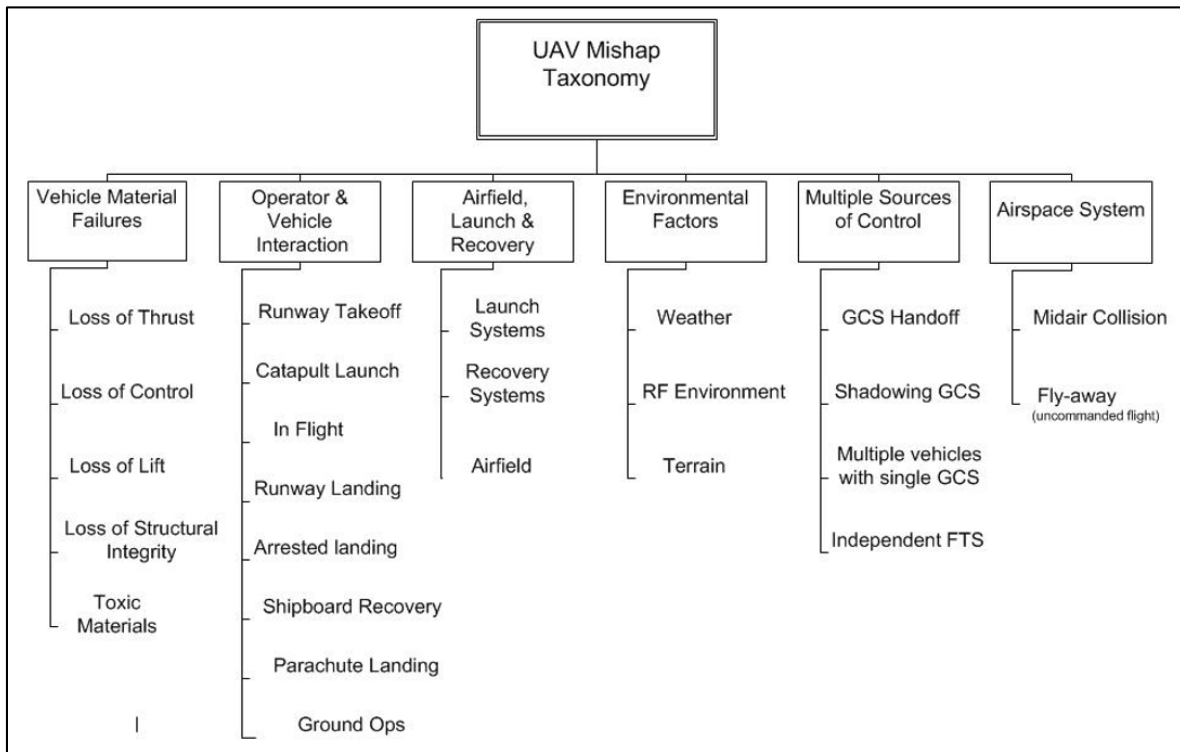 UAV Mishap
Taxonomy
Vehicle Material
Failures
Operator &
Vehicle
Interaction
Airfield,
Launch &
Recovery
Environmental
Factors
Multiple Sources
of Control
Airspace System
Loss of Thrust
Loss of Control
Loss of Lift
Loss of Structural
Integrity
Toxic
Materials
Runway Takeoff
Catapult Launch
In Flight
Runway Landing
Arrested landing
Shipboard Recovery
Parachute Landing
Ground Ops
Launch
Systems
Recovery
Systems
Airfield
Weather
RF Environment
Terrain
GCS Handoff
Shadowing GCS
Multiple vehicles
with single GCS
Independent FTS
Midair Collision
Fly-away
(uncommanded flight)